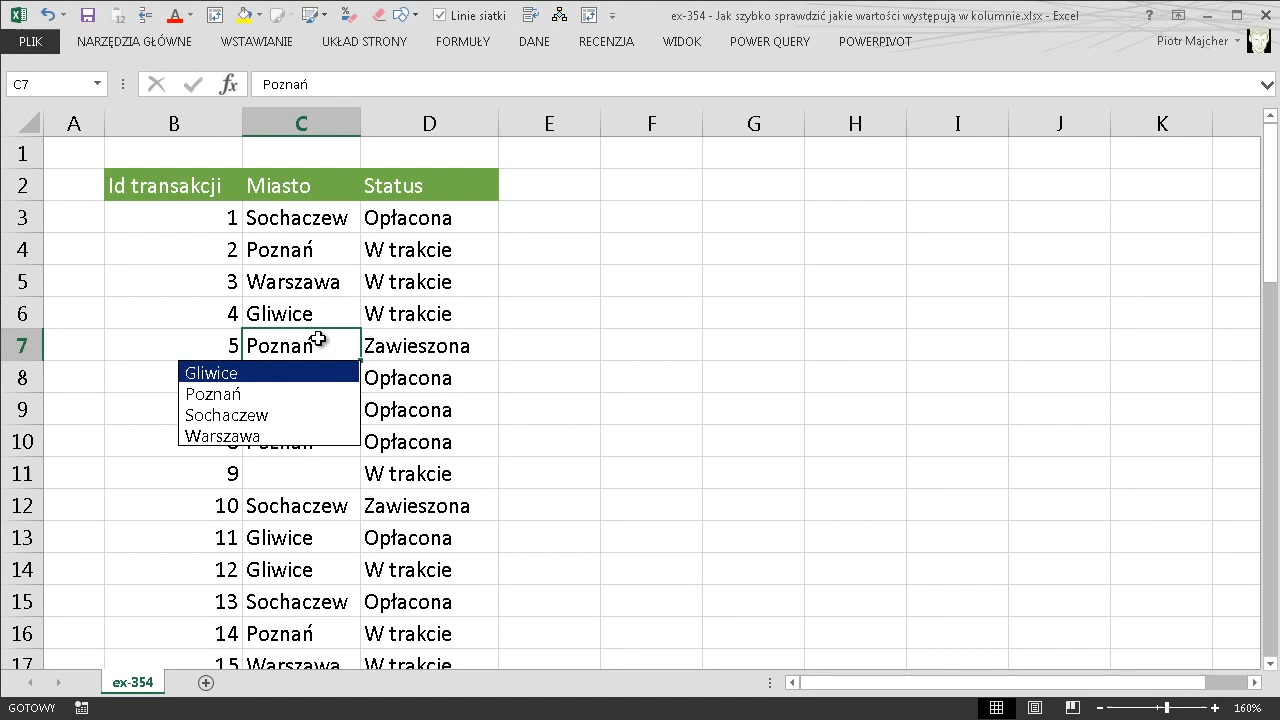 Linie siatki
ex-354 - Jak szybko sprawdzić jakie wartości występują w kolumnie.xlsx - Excel
PLIK NARZĘDZIA GŁÓWNE WSTAWIANIE UKŁAD STRONY FORMUŁY DANE RECENZJA WIDOK POWER QUERY POWERPIVOT Piotr Majcher
C7 fx Poznań
A B C D E F G H I J K
1
2 Id transakcji Miasto Status
3 1 Sochaczew Opłacona
4 2 Poznań W trakcie
5 3 Warszawa W trakcie
6 4 Gliwice W trakcie
7 5 Poznań Zawieszona
Gliwice
8 Opłacona
Poznań
9 Opłacona
Sochaczew
Warszawa
10 8 Poznań Opłacona
11 9 W trakcie
12 10 Sochaczew Zawieszona
13 11 Gliwice Opłacona
14 12 Gliwice W trakcie
15 13 Sochaczew Opłacona
16 14 Poznań W trakcie
17 15 Warszawa W trakcie
ex-354
GOTOWY 160%